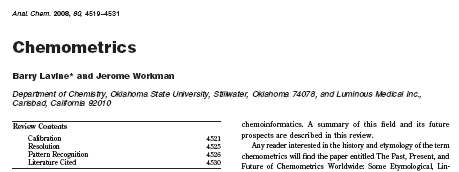 Anal. Chem. 2008, 80, 4519–4531
Chemometrics
Barry Lavine* and Jerome Workman
Department of Chemistry, Oklahoma State University, Stillwater, Oklahoma 74078, and Luminous Medical Inc.,
Carlsbad, California 92010
Review Contents
Calibration 4521
Resolution 4525
Pattern Recognition 4526
Literature Cited 4530
chemoinformatics. A summary of this field and its future
prospects are described in this review.
Any reader interested in the history and etymology of the term
chemometrics will find the paper entitled The Past, Present, and
Future of Chemometrics Worldwide: Some Etymological, Lin-